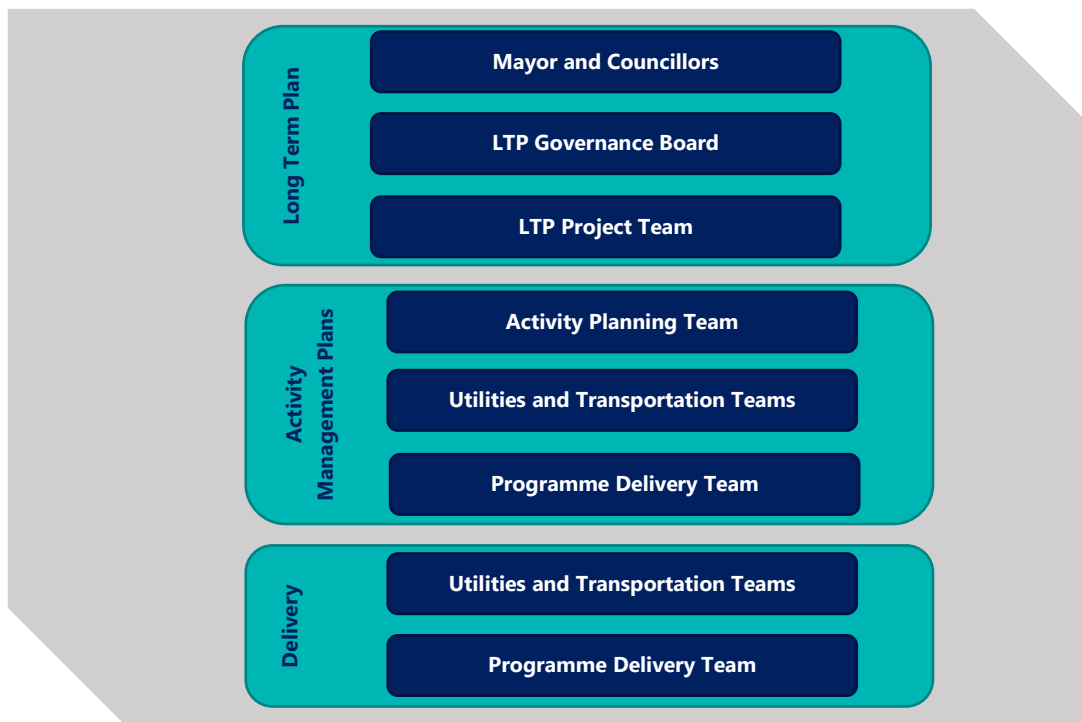 Long Term Plan
Mayor and Councillors
LTP Governance Board
LTP Project Team
Activity
Management Plans
Activity Planning Team
Utilities and Transportation Teams
Programme Delivery Team
Delivery
Utilities and Transportation Teams
Programme Delivery Team